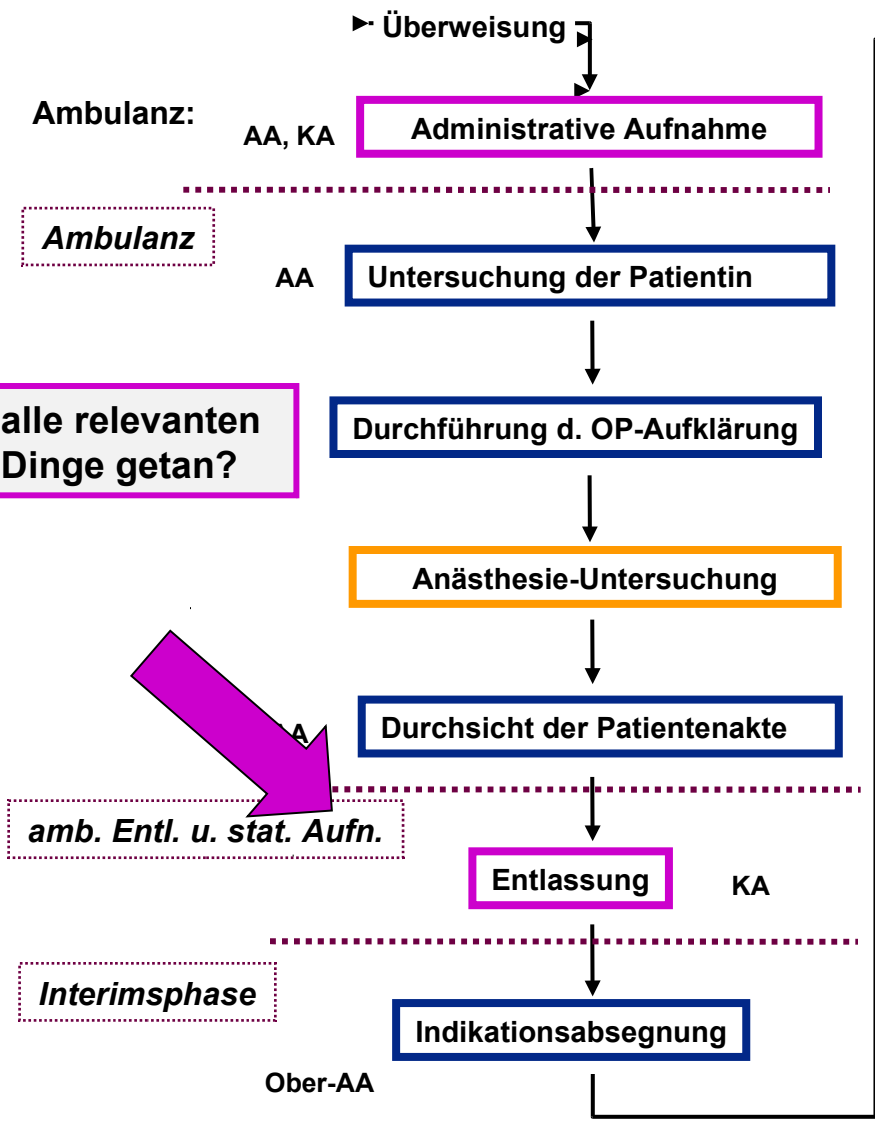 Überweisung
Ambulanz:
AA, KA
Administrative Aufnahme
Ambulanz
AA
Untersuchung der Patientin
alle relevanten
Dinge getan?
Durchführung d. OP-Aufklärung
Anästhesie-Untersuchung
Durchsicht der Patientenakte
amb. Entl. u. stat. Aufn.
Entlassung
KA
Interimsphase
Indikationsabsegnung
Ober-AA